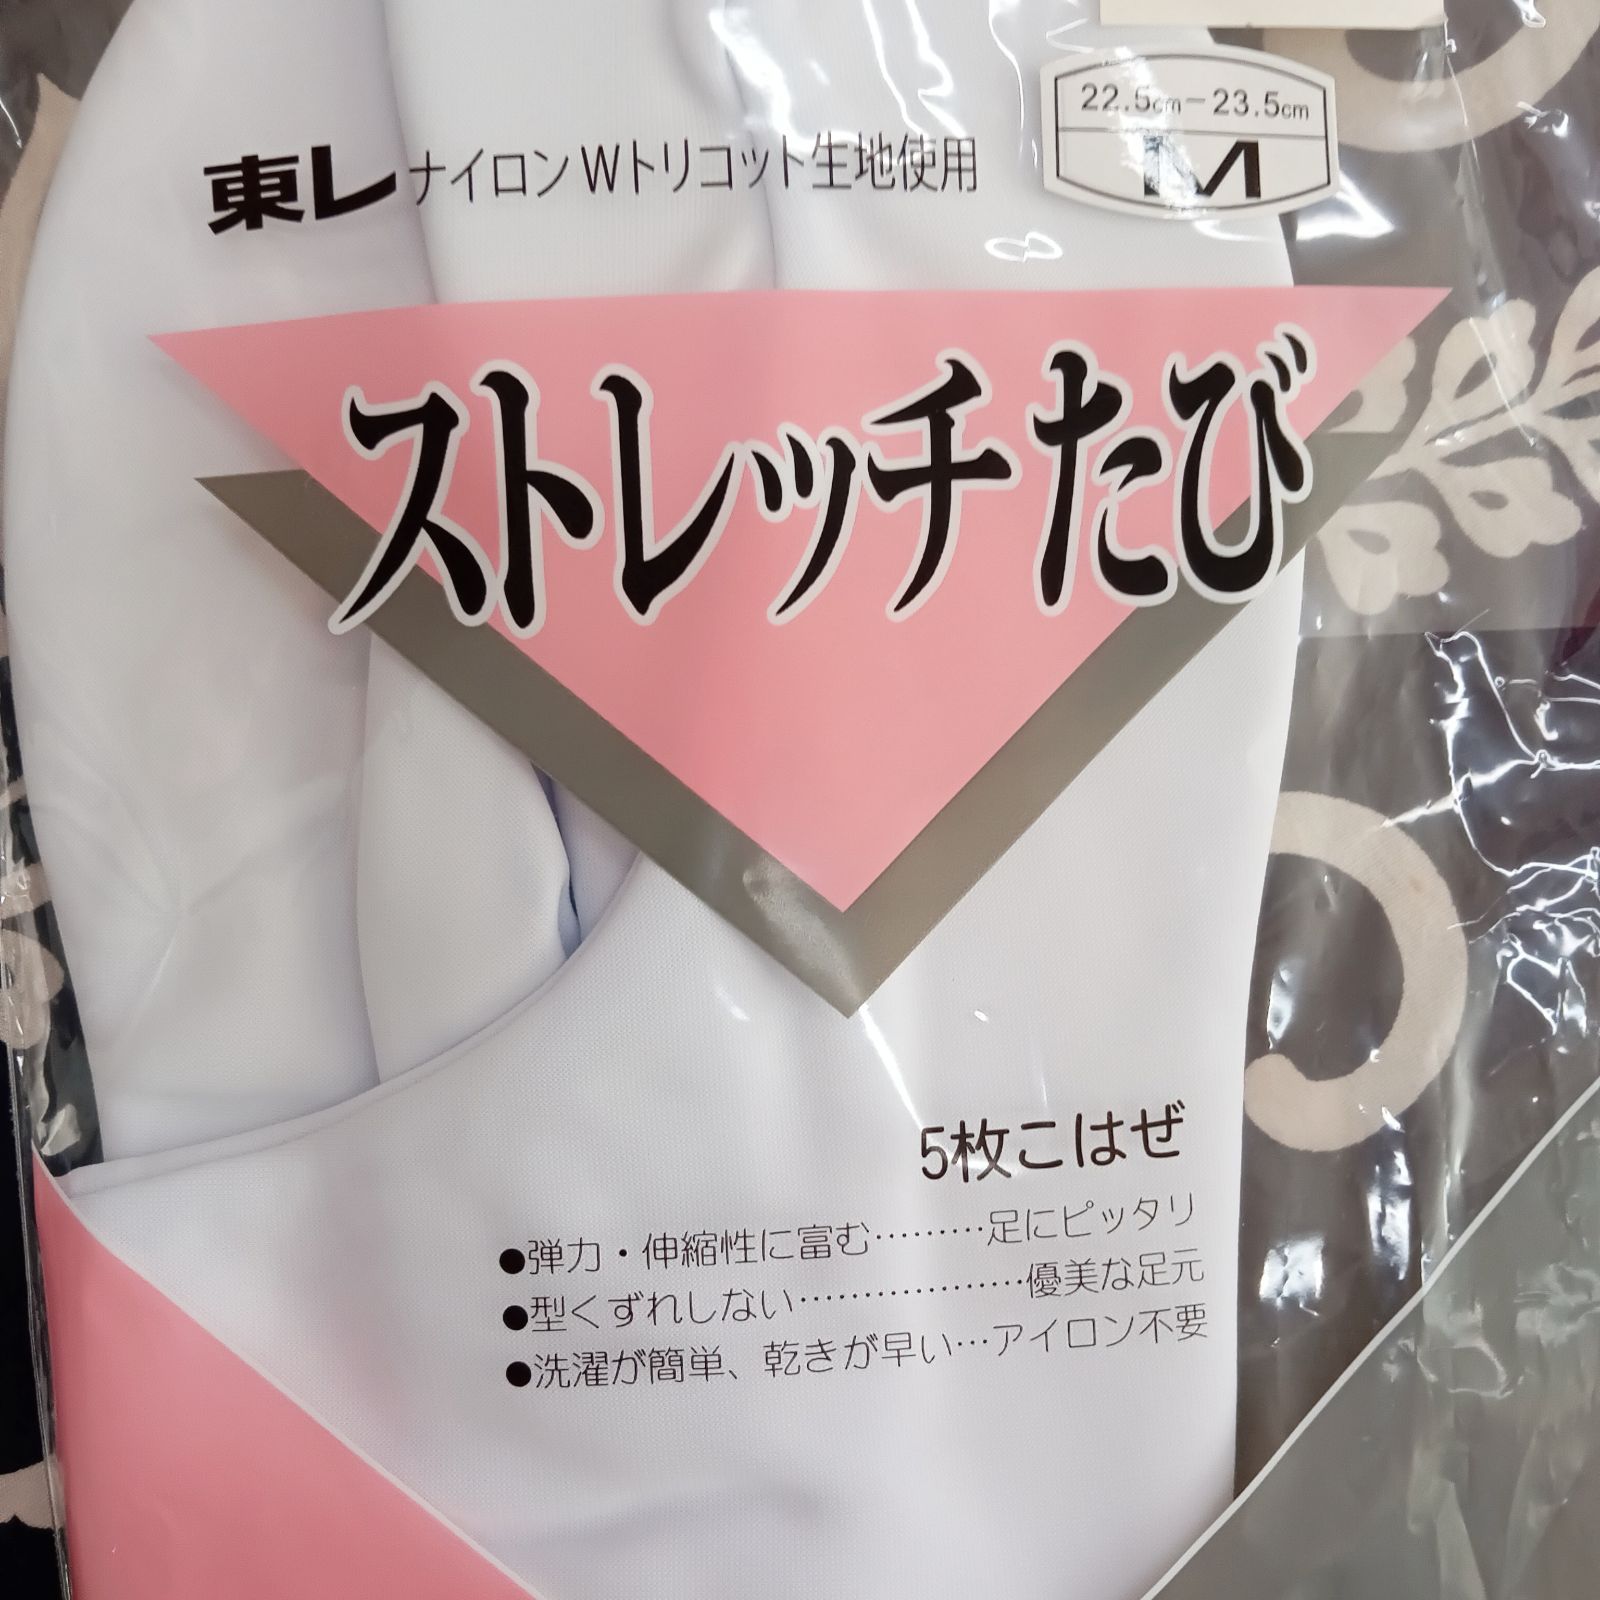 22.5cm－23.5cm
M
東レナイロンWトリコット生地使用
ストレッチたび
5枚こはぜ
●弾力・伸縮性に富む………足にピッタリ
●型くずれしない………………優美な足元
●洗濯が簡単、乾きが早い…アイロン不要